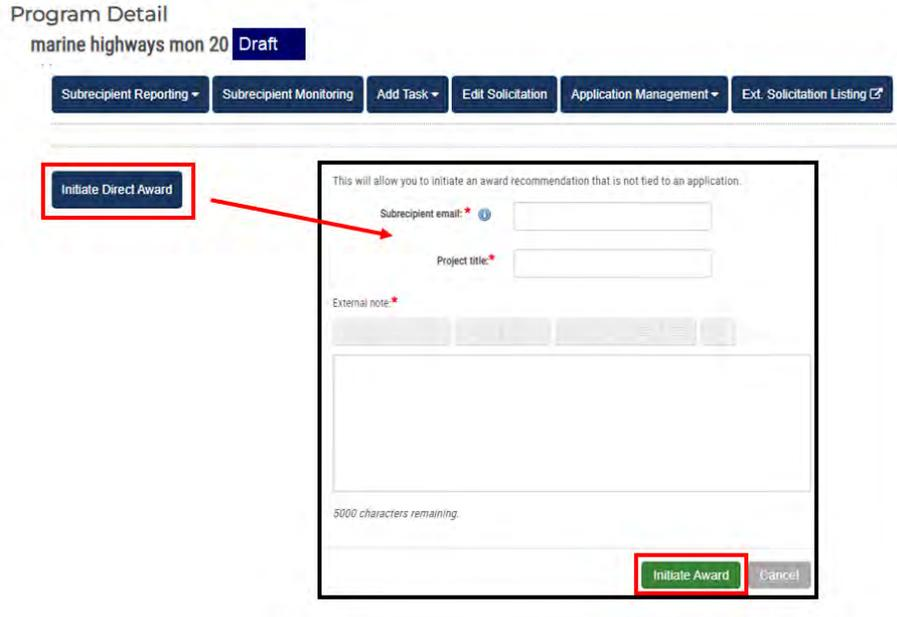 Program Detail
marine highways mon 20 Draft
Subrecipient Reporting Subrecipient Monitoring Add Task Edit Solicitation Application Management Ext. Solicitation Listing
Initiate Direct Award
This will allow you to initiate an award recommendation that is not tied to an application.
Subrecipient email: *
Project title:*
External note:*
5000 characters remaining.
Initiate Award Cancel